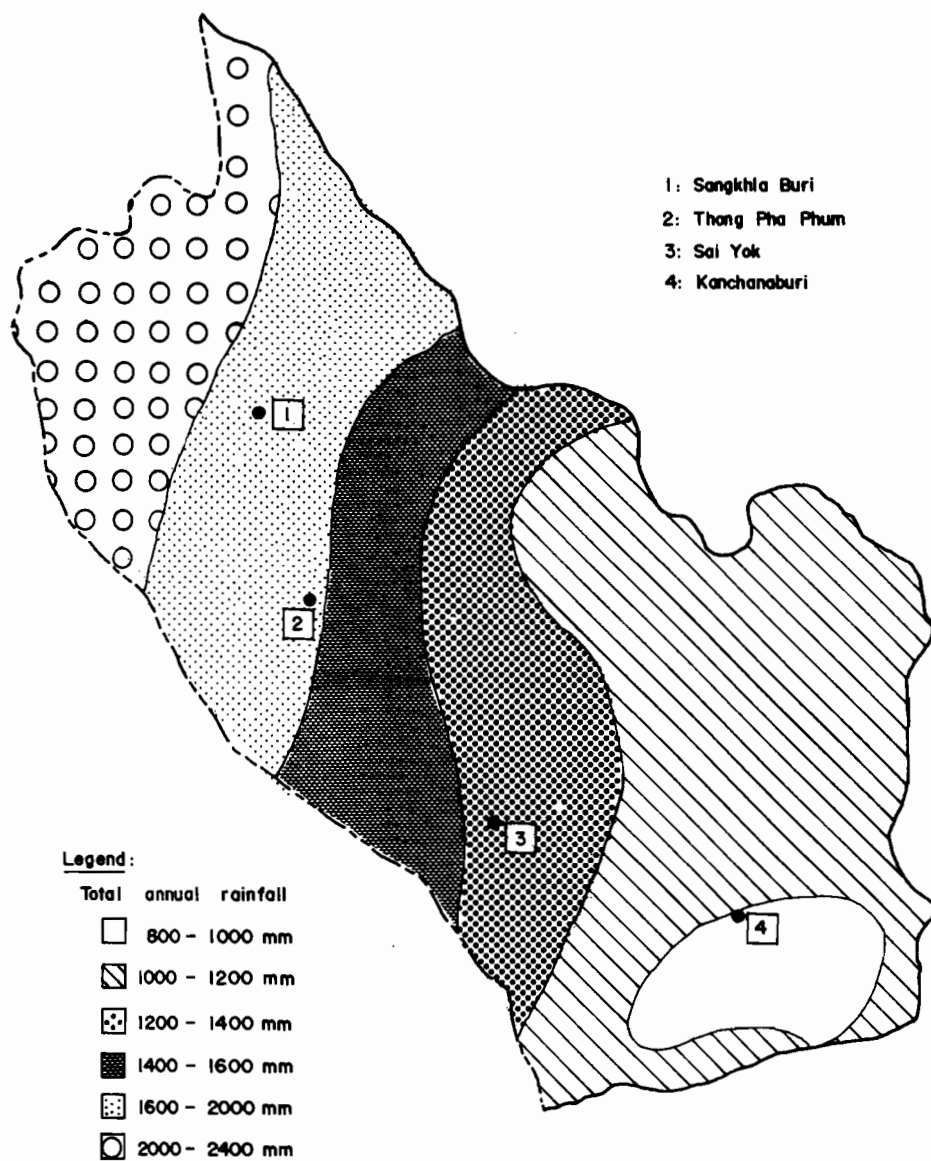 1: Sangkhla Buri
2: Thong Pha Phum
3: Sai Yok
4: Kanchanaburi
1
2
3
4
Legend:
Total annual rainfall
800 - 1000 mm
1000 - 1200 mm
1200 - 1400 mm
1400 - 1600 mm
1600 - 2000 mm
2000 - 2400 mm